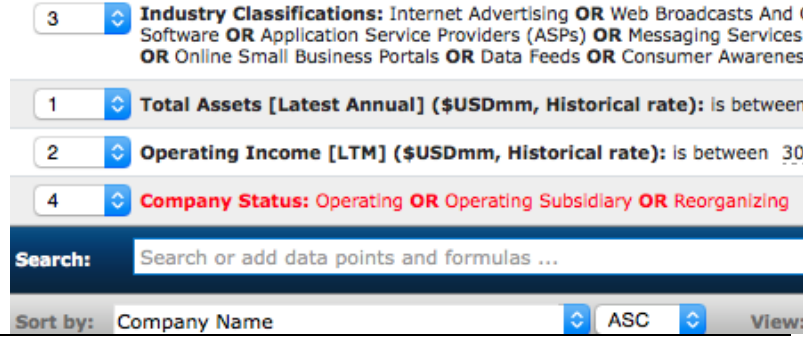 3 Industry Classifications: Internet Advertising OR Web Broadcasts And
Software OR Application Service Providers (ASPs) OR Messaging Services
OR Online Small Business Portals OR Data Feeds OR Consumer
1 Total Assets [Latest Annual] ($USDmm, Historical rate): is between
2 Operating Income [LTM] ($USDmm, Historical rate): is between 30
4 Company Status: Operating OR Operating Subsidiary OR Reorganizing
Search: Search or add data points and formulas ...
Sort by: Company Name ASC View: